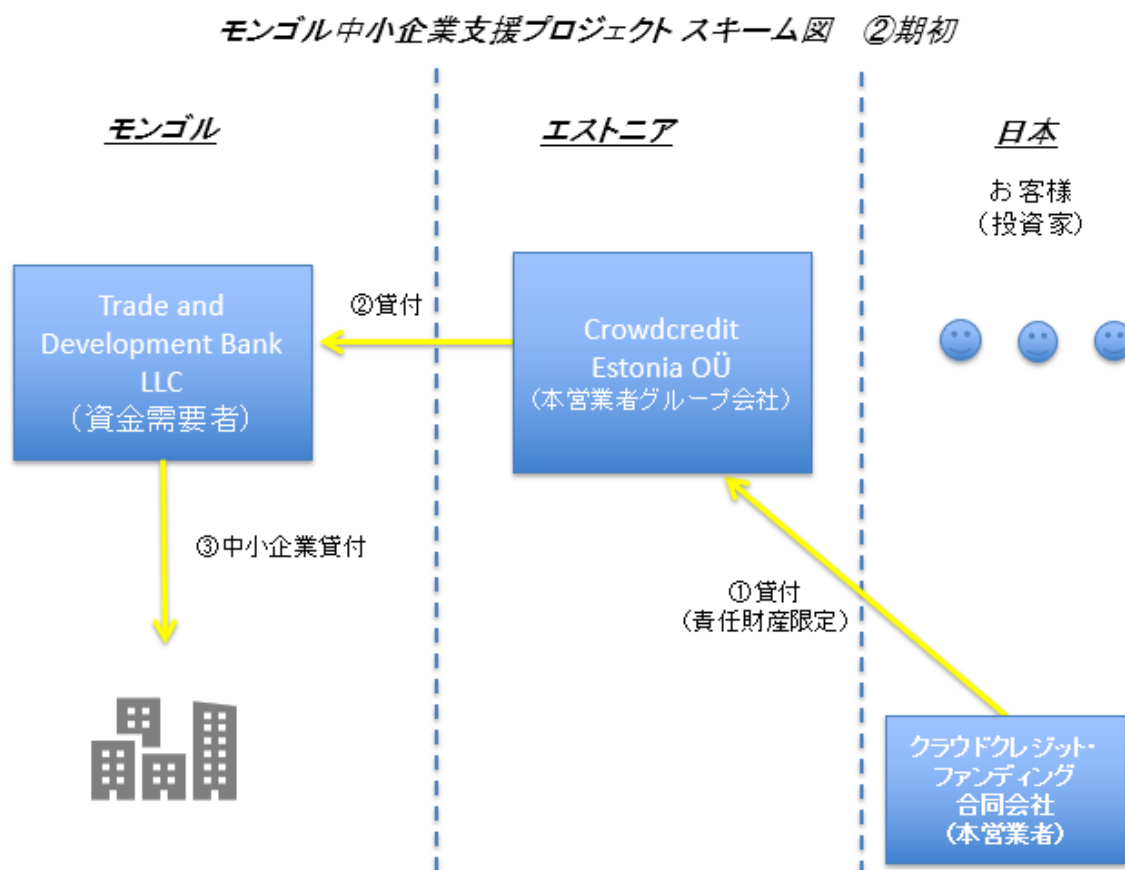 モンゴル中小企業支援プロジェクト スキーム図　②期初
モンゴル
エストニア
日本
お客様
（投資家）
Trade and
Development Bank
LLC
（資金需要者）
②貸付
Crowdcredit
Estonia OÜ
（本営業者グループ会社）
③中小企業貸付
①貸付
（責任財産限定）
クラウドクレジット・
ファンディング
合同会社
（本営業者）